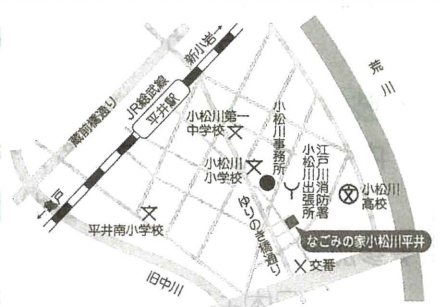 新小岩
JR総武線
平井駅
蔵前橋通り
亀戸
荒川
小松川第一
中学校
小松川
小学校
小松川事務所
江戸川消防署
小松川出張所
小松川
高校
平井南小学校
ゆりのき橋通り
なごみの家小松川平井
交番
旧中川